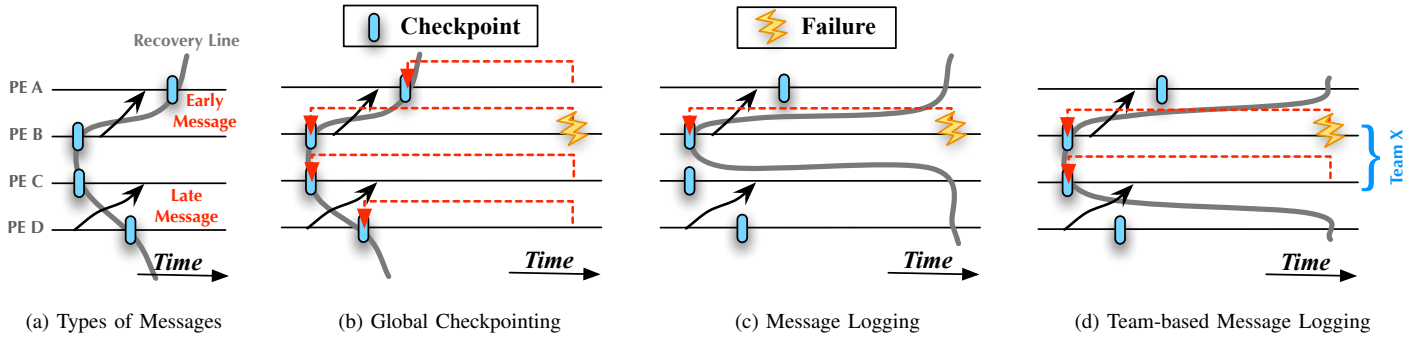 Checkpoint
Failure
Recovery Line
PE A
Early
Message
PE B
PE C
Late
Message
PE D
Time
Time
Time
Time
Team X
(a) Types of Messages
(b) Global Checkpointing
(c) Message Logging
(d) Team-based Message Logging